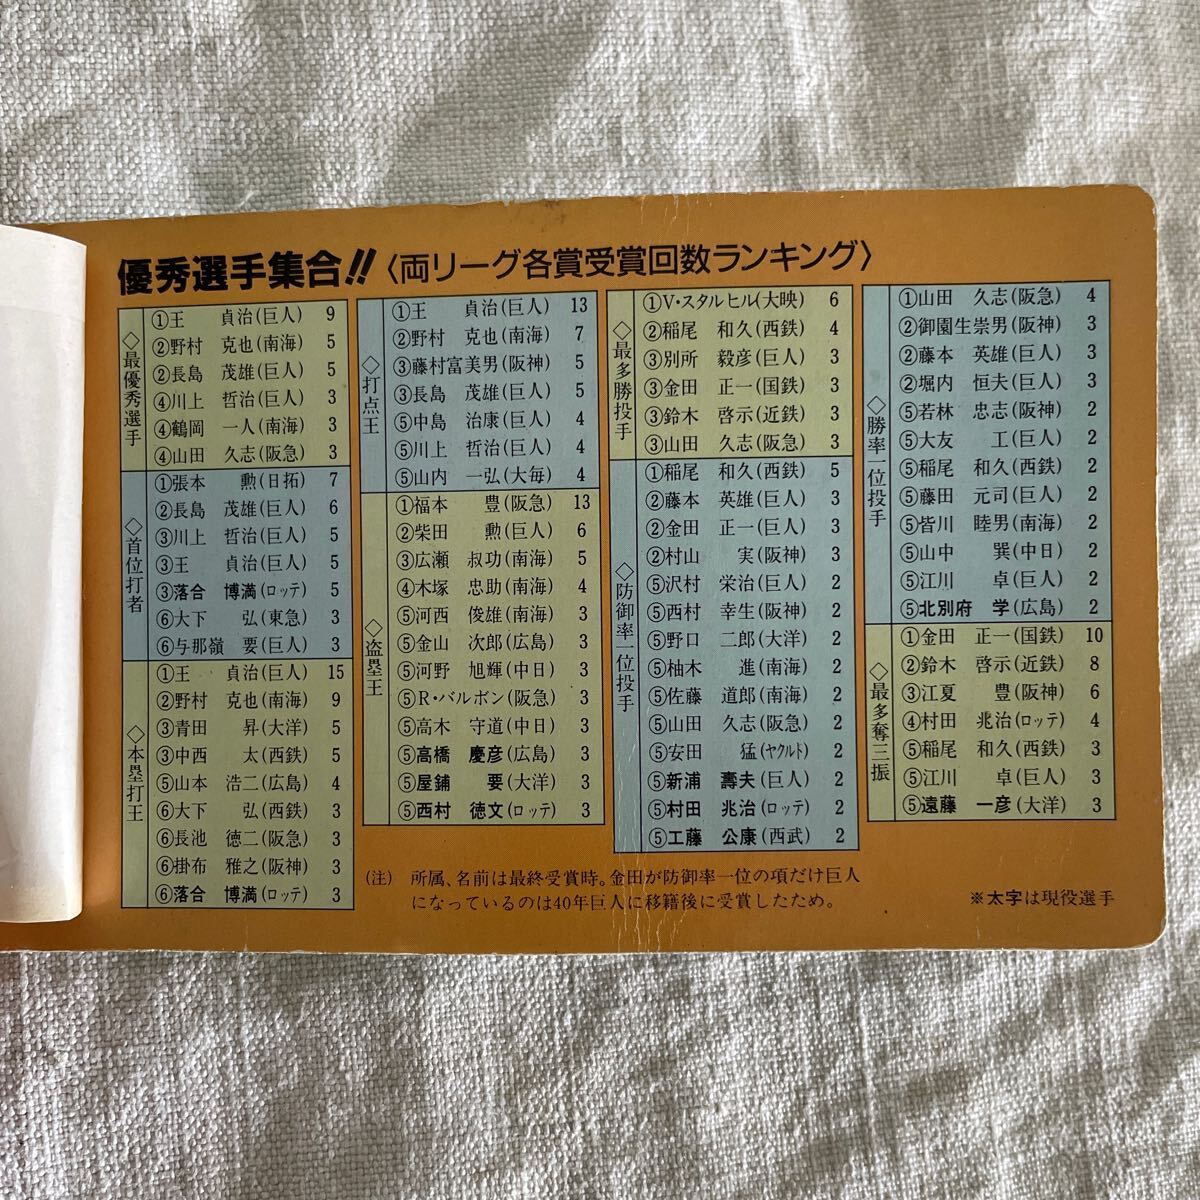 優秀選手集合!!〈両リーグ各賞受賞回数ランキング〉
◇最優秀選手
①王 貞治(巨人) 9
②野村 克也(南海) 5
②長島 茂雄(巨人) 5
④川上 哲治(巨人) 3
④鶴岡 一人(南海) 3
④山田 久志(阪急) 3
◇首位打者
①張本 勲(日拓) 7
②長島 茂雄(巨人) 6
③川上 哲治(巨人) 5
③王 貞治(巨人) 5
③落合 博満(ロッテ) 5
⑥大下 弘(東急) 3
⑥与那嶺 要(巨人) 3
◇本塁打王
①王 貞治(巨人) 15
②野村 克也(南海) 9
③青田 昇(大洋) 5
③中西 太(西鉄) 5
⑤山本 浩二(広島) 4
⑥大下 弘(西鉄) 3
⑥長池 徳二(阪急) 3
⑥掛布 雅之(阪神) 3
⑥落合 博満(ロッテ) 3
◇打点王
①王 貞治(巨人) 13
②野村 克也(南海) 7
③藤村富美男(阪神) 5
③長島 茂雄(巨人) 5
⑤中島 治康(巨人) 4
⑤川上 哲治(巨人) 4
⑤山内 一弘(大毎) 4
◇盗塁王
①福本 豊(阪急) 13
②柴田 勲(巨人) 6
③広瀬 叔功(南海) 5
④木塚 忠助(南海) 4
⑤河西 俊雄(南海) 3
⑤金山 次郎(広島) 3
⑤河野 旭輝(中日) 3
⑤R・バルボン(阪急) 3
⑤高木 守道(中日) 3
⑤高橋 慶彦(広島) 3
⑤屋鋪 要(大洋) 3
⑤西村 徳文(ロッテ) 3
◇最多勝投手
①V・スタルヒル(大映) 6
②稲尾 和久(西鉄) 4
③別所 毅彦(巨人) 3
③金田 正一(国鉄) 3
③鈴木 啓示(近鉄) 3
③山田 久志(阪急) 3
◇防御率一位投手
①稲尾 和久(西鉄) 5
②藤本 英雄(巨人) 3
②金田 正一(巨人) 3
②村山 実(阪神) 3
⑤沢村 栄治(巨人) 2
⑤西村 幸生(阪神) 2
⑤野口 二郎(大洋) 2
⑤柚木 進(南海) 2
⑤佐藤 道郎(南海) 2
⑤山田 久志(阪急) 2
⑤安田 猛(ヤクルト) 2
⑤新浦 壽夫(巨人) 2
⑤村田 兆治(ロッテ) 2
⑤工藤 公康(西武) 2
◇勝率一位投手
①山田 久志(阪急) 4
②御園生崇男(阪神) 3
②藤本 英雄(巨人) 3
②堀内 恒夫(巨人) 3
⑤若林 忠志(阪神) 2
⑤大友 工(巨人) 2
⑤稲尾 和久(西鉄) 2
⑤藤田 元司(巨人) 2
⑤皆川 睦男(南海) 2
⑤山中 巽(中日) 2
⑤江川 卓(巨人) 2
⑤北別府 学(広島) 2
◇最多奪三振
①金田 正一(国鉄) 10
②鈴木 啓示(近鉄) 8
③江夏 豊(阪神) 6
④村田 兆治(ロッテ) 4
⑤稲尾 和久(西鉄) 3
⑤江川 卓(巨人) 3
⑤遠藤 一彦(大洋) 3
(注) 所属、名前は最終受賞時。金田が防御率一位の項だけ巨人
になっているのは40年巨人に移籍後に受賞したため。
※太字は現役選手